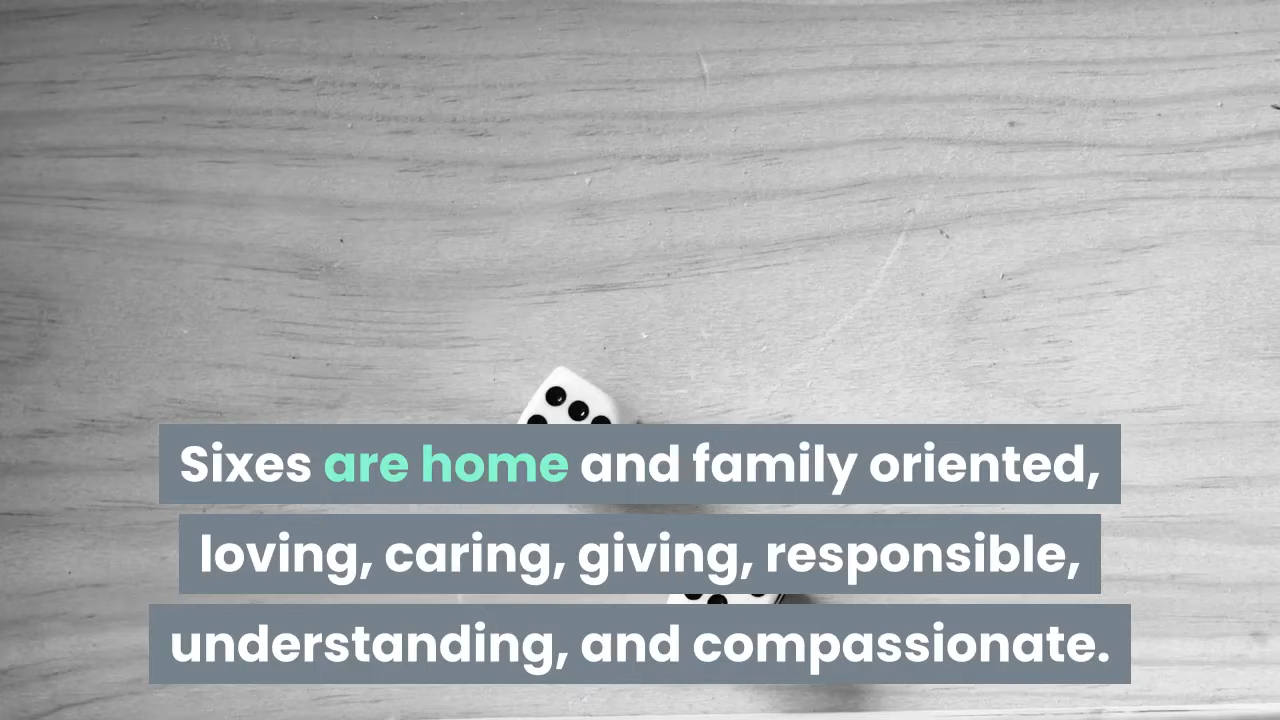 Sixes are home and family oriented,
loving, caring, giving, responsible,
understanding, and compassionate.